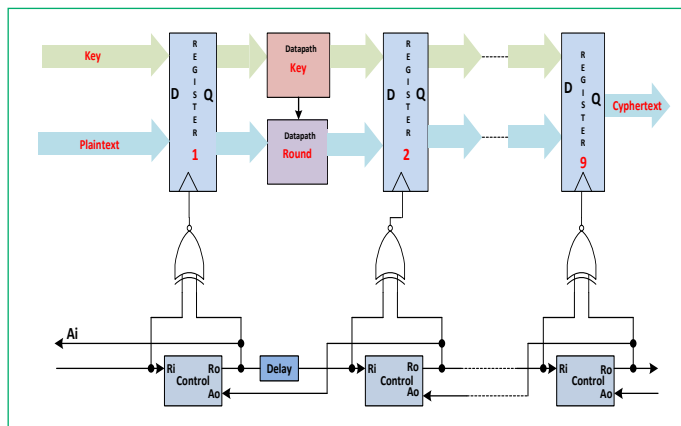 Key
REGISTER
D Q
1
Datapath
Key
REGISTER
D Q
2
REGISTER
D Q
9
Cyphertext
Plaintext
Datapath
Round
Ai
Ri Ro
Control
Ao
Delay
Ri Ro
Control
Ao
Ri Ro
Control
Ao